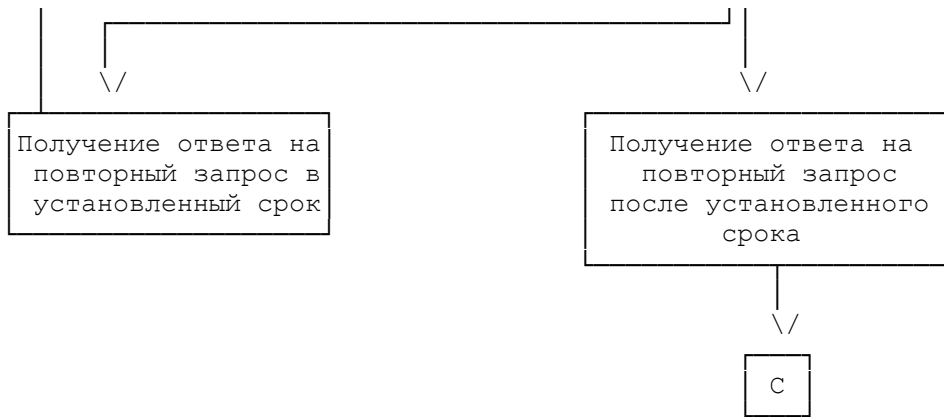 \/
\/
Получение ответа на
повторный запрос в
установленный срок
Получение ответа на
повторный запрос
после установленного
срока
\/
С